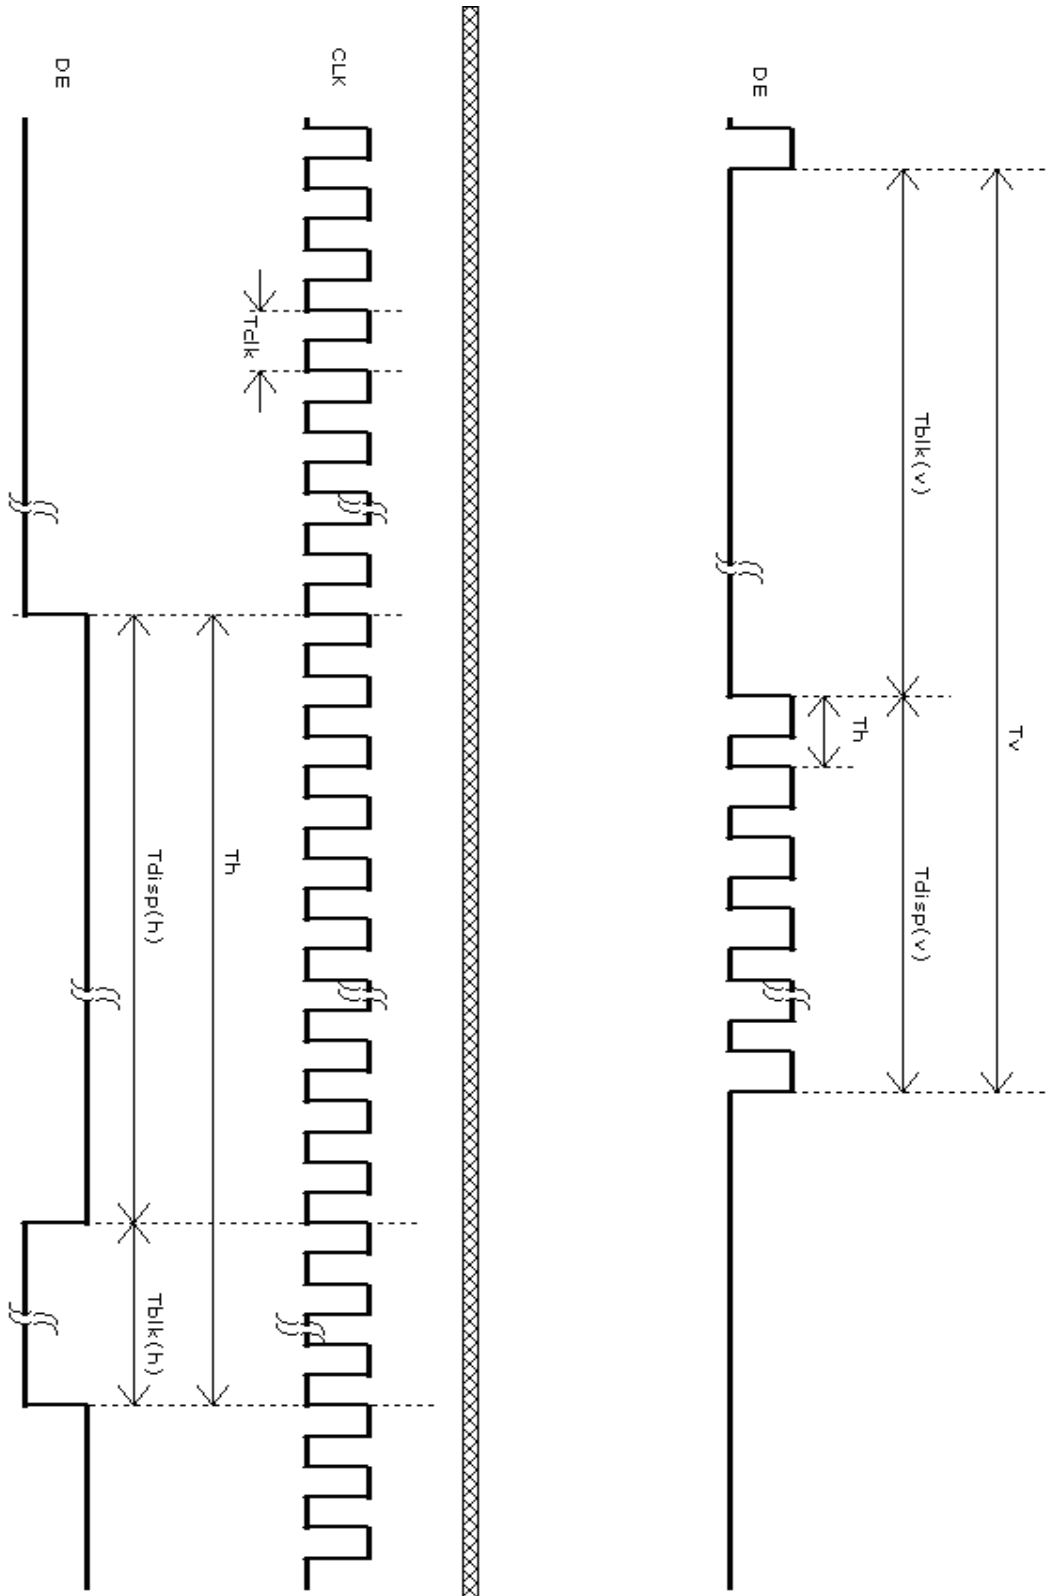 Tv
Tblk(v)
Tdisp(v)
Th
DE
CLK
Tclk
Th
Tdisp(h)
Tblk(h)
DE